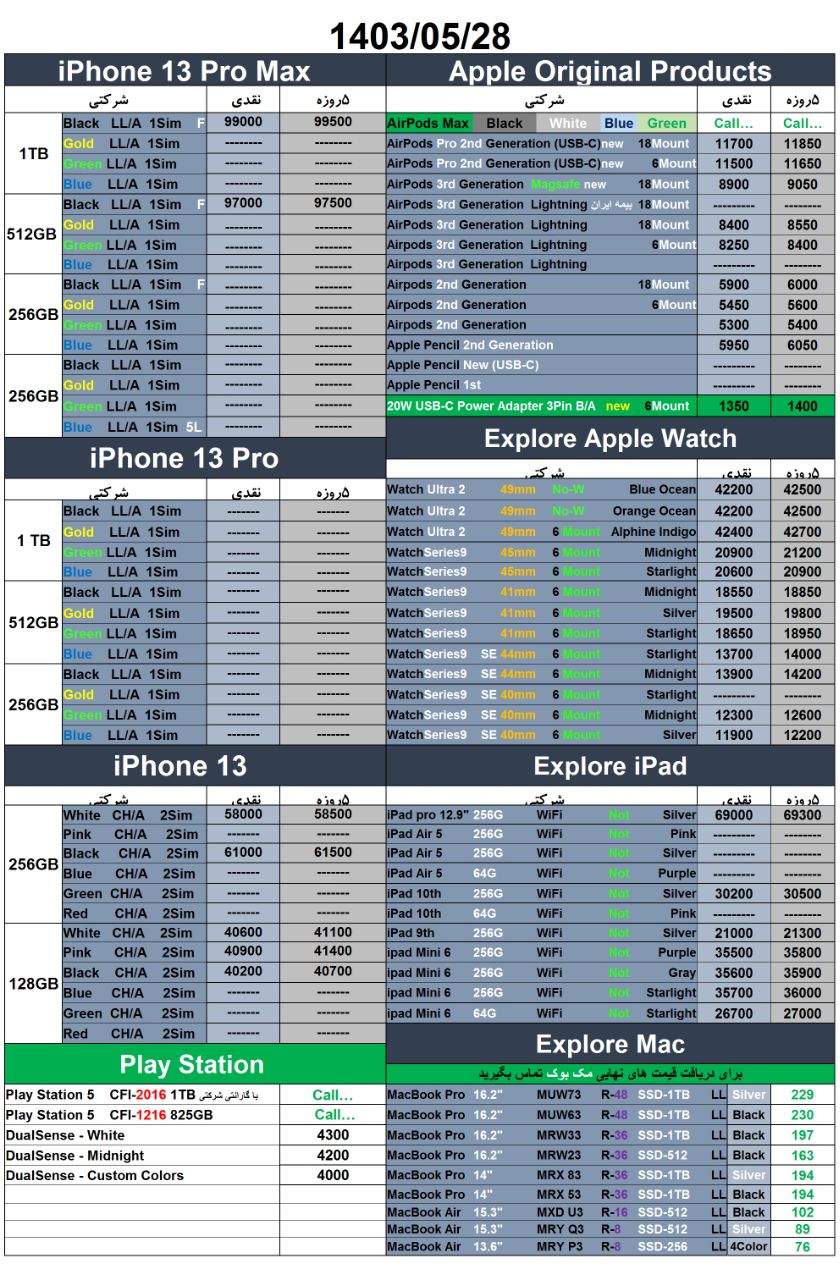 1403/05/28
iPhone 13 Pro Max
شرکتی نقدی ۵روزه
1TB
Black LL/A 1Sim F 99000 99500
Gold LL/A 1Sim ------- --------
Green LL/A 1Sim ------- --------
Blue LL/A 1Sim ------- --------
512GB
Black LL/A 1Sim F 97000 97500
Gold LL/A 1Sim -------- --------
Green LL/A 1Sim -------- --------
Blue LL/A 1Sim -------- --------
256GB
Black LL/A 1Sim F -------- --------
Gold LL/A 1Sim -------- --------
Green LL/A 1Sim -------- --------
Blue LL/A 1Sim -------- --------
256GB
Black LL/A 1Sim -------- --------
Gold LL/A 1Sim -------- --------
Green LL/A 1Sim -------- --------
Blue LL/A 1Sim 5L -------- --------
iPhone 13 Pro
شرکتی نقدی ۵روزه
1 TB
Black LL/A 1Sim ------- -------
Gold LL/A 1Sim ------- -------
Green LL/A 1Sim ------- -------
Blue LL/A 1Sim ------- -------
512GB
Black LL/A 1Sim ------- -------
Gold LL/A 1Sim ------- -------
Green LL/A 1Sim ------- -------
Blue LL/A 1Sim ------- -------
256GB
Black LL/A 1Sim ------- -------
Gold LL/A 1Sim ------- -------
Green LL/A 1Sim ------- -------
Blue LL/A 1Sim ------- -------
iPhone 13
شرکتی نقدی ۵روزه
256GB
White CH/A 2Sim 58000 58500
Pink CH/A 2Sim ------- -------
Black CH/A 2Sim 61000 61500
Blue CH/A 2Sim ------- -------
Green CH/A 2Sim ------- -------
Red CH/A 2Sim ------- -------
128GB
White CH/A 2Sim 40600 41100
Pink CH/A 2Sim 40900 41400
Black CH/A 2Sim 40200 40700
Blue CH/A 2Sim ------- -------
Green CH/A 2Sim ------- -------
Red CH/A 2Sim ------- -------
Play Station
Play Station 5 CFI-2016 1TB با گارانتی شرکتی Call...
Play Station 5 CFI-1216 825GB Call...
DualSense - White 4300
DualSense - Midnight 4200
DualSense - Custom Colors 4000
Apple Original Products
شرکتی نقدی ۵روزه
AirPods Max Black White Blue Green Call... Call...
AirPods Pro 2nd Generation (USB-C)new 18Mount 11700 11850
AirPods Pro 2nd Generation (USB-C)new 6Mount 11500 11650
AirPods 3rd Generation Magsafe new 18Mount 8900 9050
AirPods 3rd Generation Lightning بیمه ایران 18Mount --------- ---------
AirPods 3rd Generation Lightning 18Mount 8400 8550
Airpods 3rd Generation Lightning 6Mount 8250 8400
Airpods 3rd Generation Lightning --------- ---------
Airpods 2nd Generation 18Mount 5900 6000
Airpods 2nd Generation 6Mount 5450 5600
Airpods 2nd Generation 5300 5400
Apple Pencil 2nd Generation 5950 6050
Apple Pencil New (USB-C) --------- ---------
Apple Pencil 1st --------- ---------
20W USB-C Power Adapter 3Pin B/A new 6Mount 1350 1400
Explore Apple Watch
شرکتی نقدی ۵روزه
Watch Ultra 2 49mm No-W Blue Ocean 42200 42500
Watch Ultra 2 49mm No-W Orange Ocean 42200 42500
Watch Ultra 2 49mm 6 Mount Alphine Indigo 42400 42700
WatchSeries9 45mm 6 Mount Midnight 20900 21200
WatchSeries9 45mm 6 Mount Starlight 20600 20900
WatchSeries9 41mm 6 Mount Midnight 18550 18850
WatchSeries9 41mm 6 Mount Silver 19500 19800
WatchSeries9 41mm 6 Mount Starlight 18650 18950
WatchSeries9 SE 44mm 6 Mount Starlight 13700 14000
WatchSeries9 SE 44mm 6 Mount Midnight 13900 14200
WatchSeries9 SE 40mm 6 Mount Starlight --------- ---------
WatchSeries9 SE 40mm 6 Mount Midnight 12300 12600
WatchSeries9 SE 40mm 6 Mount Silver 11900 12200
Explore iPad
شرکتی نقدی ۵روزه
iPad pro 12.9" 256G WiFi Not Silver 69000 69300
iPad Air 5 256G WiFi Not Pink --------- ---------
iPad Air 5 256G WiFi Not Silver --------- ---------
iPad Air 5 64G WiFi Not Purple --------- ---------
iPad 10th 256G WiFi Not Silver 30200 30500
iPad 10th 64G WiFi Not Pink --------- ---------
iPad 9th 256G WiFi Not Silver 21000 21300
ipad Mini 6 256G WiFi Not Purple 35500 35800
ipad Mini 6 256G WiFi Not Gray 35600 35900
ipad Mini 6 256G WiFi Not Starlight 35700 36000
ipad Mini 6 64G WiFi Not Starlight 26700 27000
Explore Mac
برای دریافت قیمت های نهایی مک بوک تماس بگیرید
MacBook Pro 16.2" MUW73 R-48 SSD-1TB LL Silver 229
MacBook Pro 16.2" MUW63 R-48 SSD-1TB LL Black 230
MacBook Pro 16.2" MRW33 R-36 SSD-1TB LL Black 197
MacBook Pro 16.2" MRW23 R-36 SSD-512 LL Black 163
MacBook Pro 14" MRX 83 R-36 SSD-1TB LL Silver 194
MacBook Pro 14" MRX 53 R-36 SSD-1TB LL Black 194
MacBook Air 15.3" MXD U3 R-16 SSD-512 LL Black 102
MacBook Air 15.3" MRY Q3 R-8 SSD-512 LL Silver 89
MacBook Air 13.6" MRY P3 R-8 SSD-256 LL 4Color 76